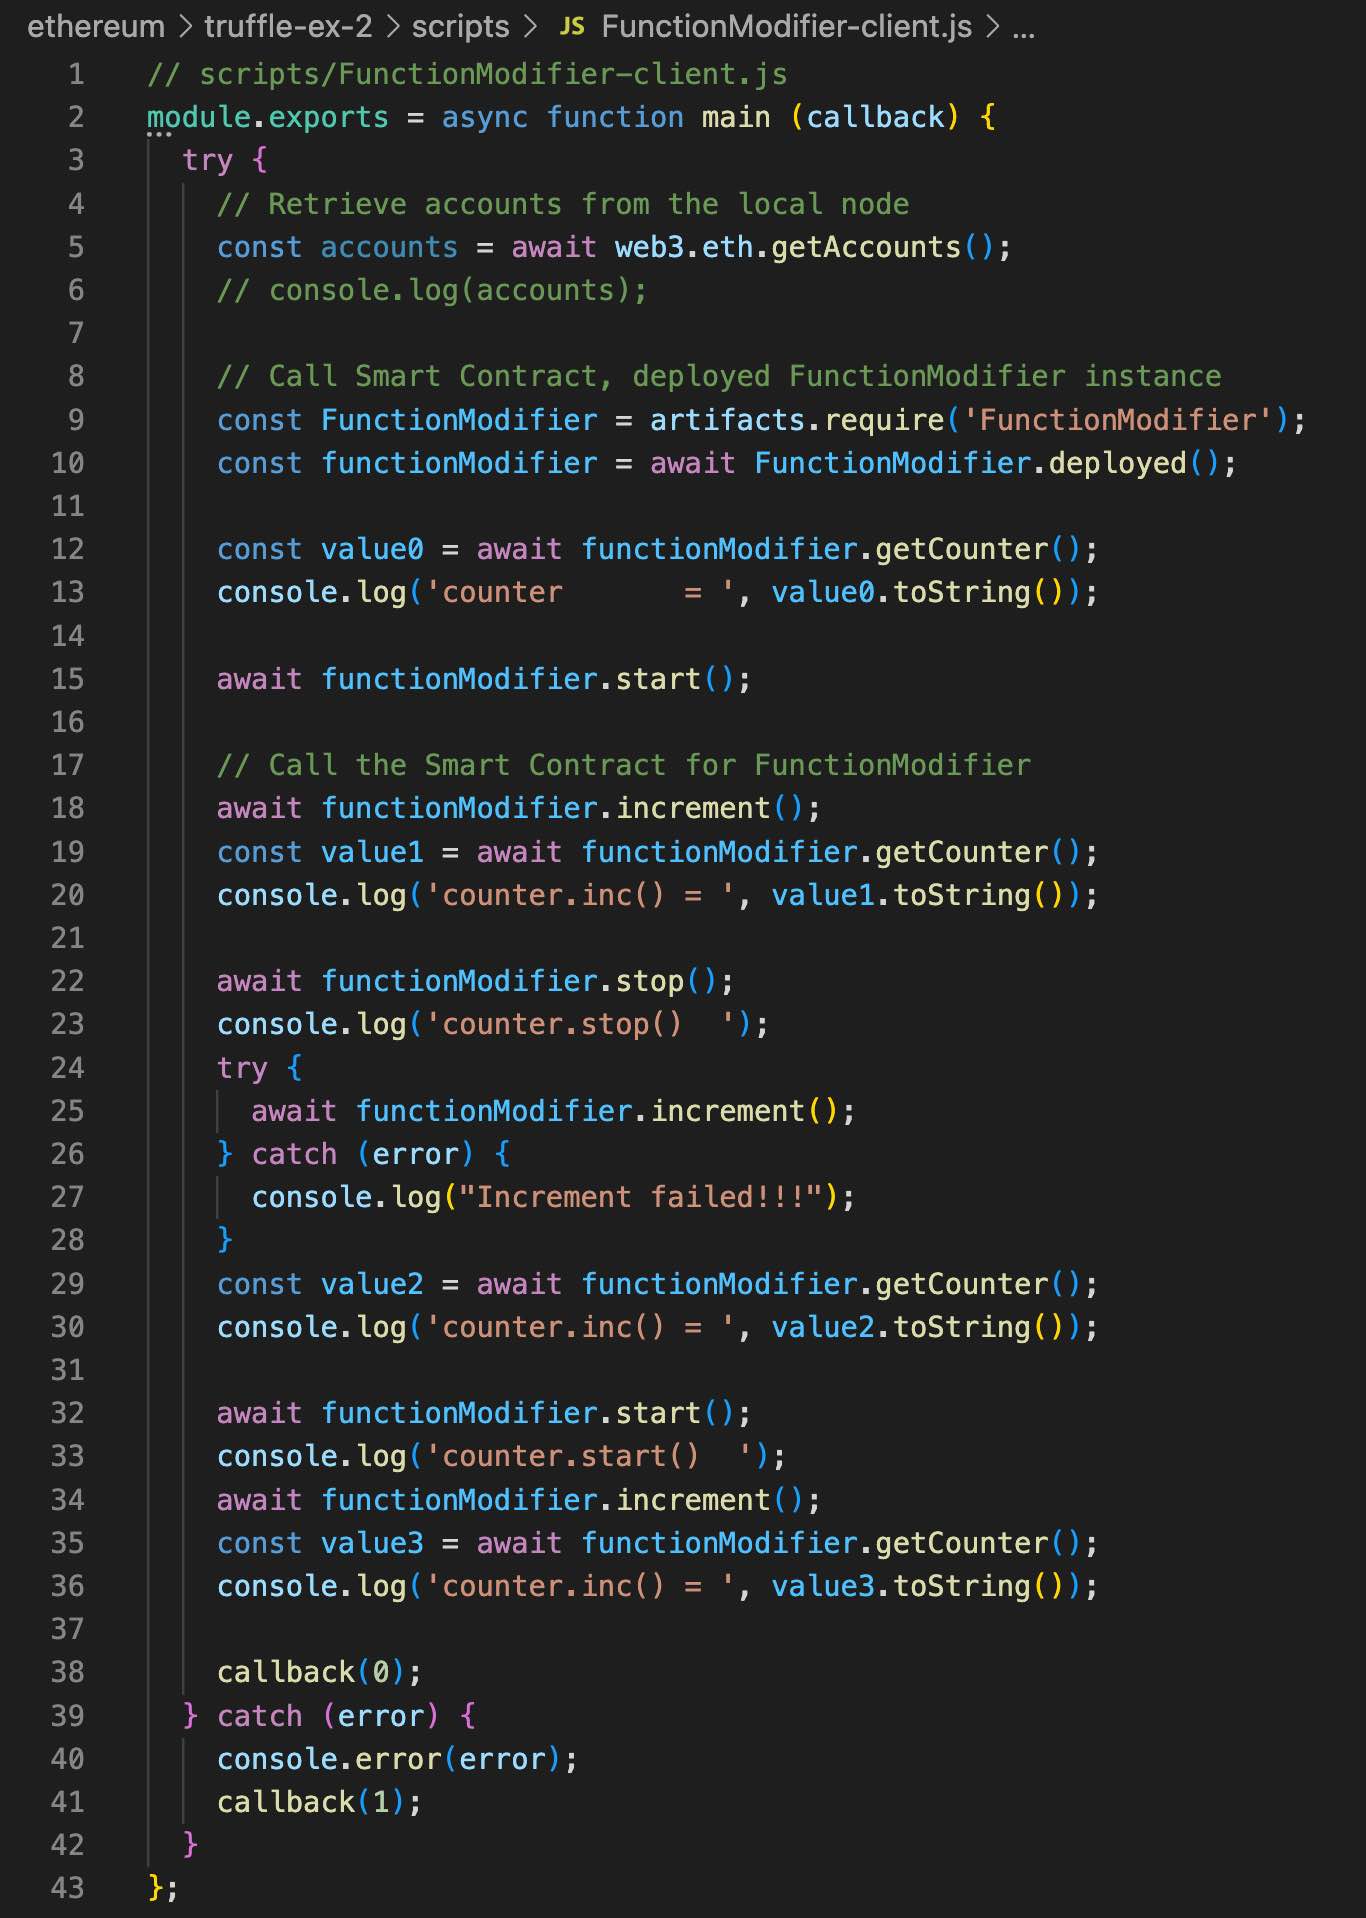 ethereum > truffle-ex-2 > scripts > JS FunctionModifier-client.js > ...
1 // scripts/FunctionModifier-client.js
2 module.exports = async function main (callback) {
3   try {
4     // Retrieve accounts from the local node
5     const accounts = await web3.eth.getAccounts();
6     // console.log(accounts);
7
8     // Call Smart Contract, deployed FunctionModifier instance
9     const FunctionModifier = artifacts.require('FunctionModifier');
10     const functionModifier = await FunctionModifier.deployed();
11
12     const value0 = await functionModifier.getCounter();
13     console.log('counter       = ', value0.toString());
14
15     await functionModifier.start();
16
17     // Call the Smart Contract for FunctionModifier
18     await functionModifier.increment();
19     const value1 = await functionModifier.getCounter();
20     console.log('counter.inc() = ', value1.toString());
21
22     await functionModifier.stop();
23     console.log('counter.stop()  ');
24     try {
25       await functionModifier.increment();
26     } catch (error) {
27       console.log("Increment failed!!!");
28     }
29     const value2 = await functionModifier.getCounter();
30     console.log('counter.inc() = ', value2.toString());
31
32     await functionModifier.start();
33     console.log('counter.start()  ');
34     await functionModifier.increment();
35     const value3 = await functionModifier.getCounter();
36     console.log('counter.inc() = ', value3.toString());
37
38     callback(0);
39   } catch (error) {
40     console.error(error);
41     callback(1);
42   }
43 };